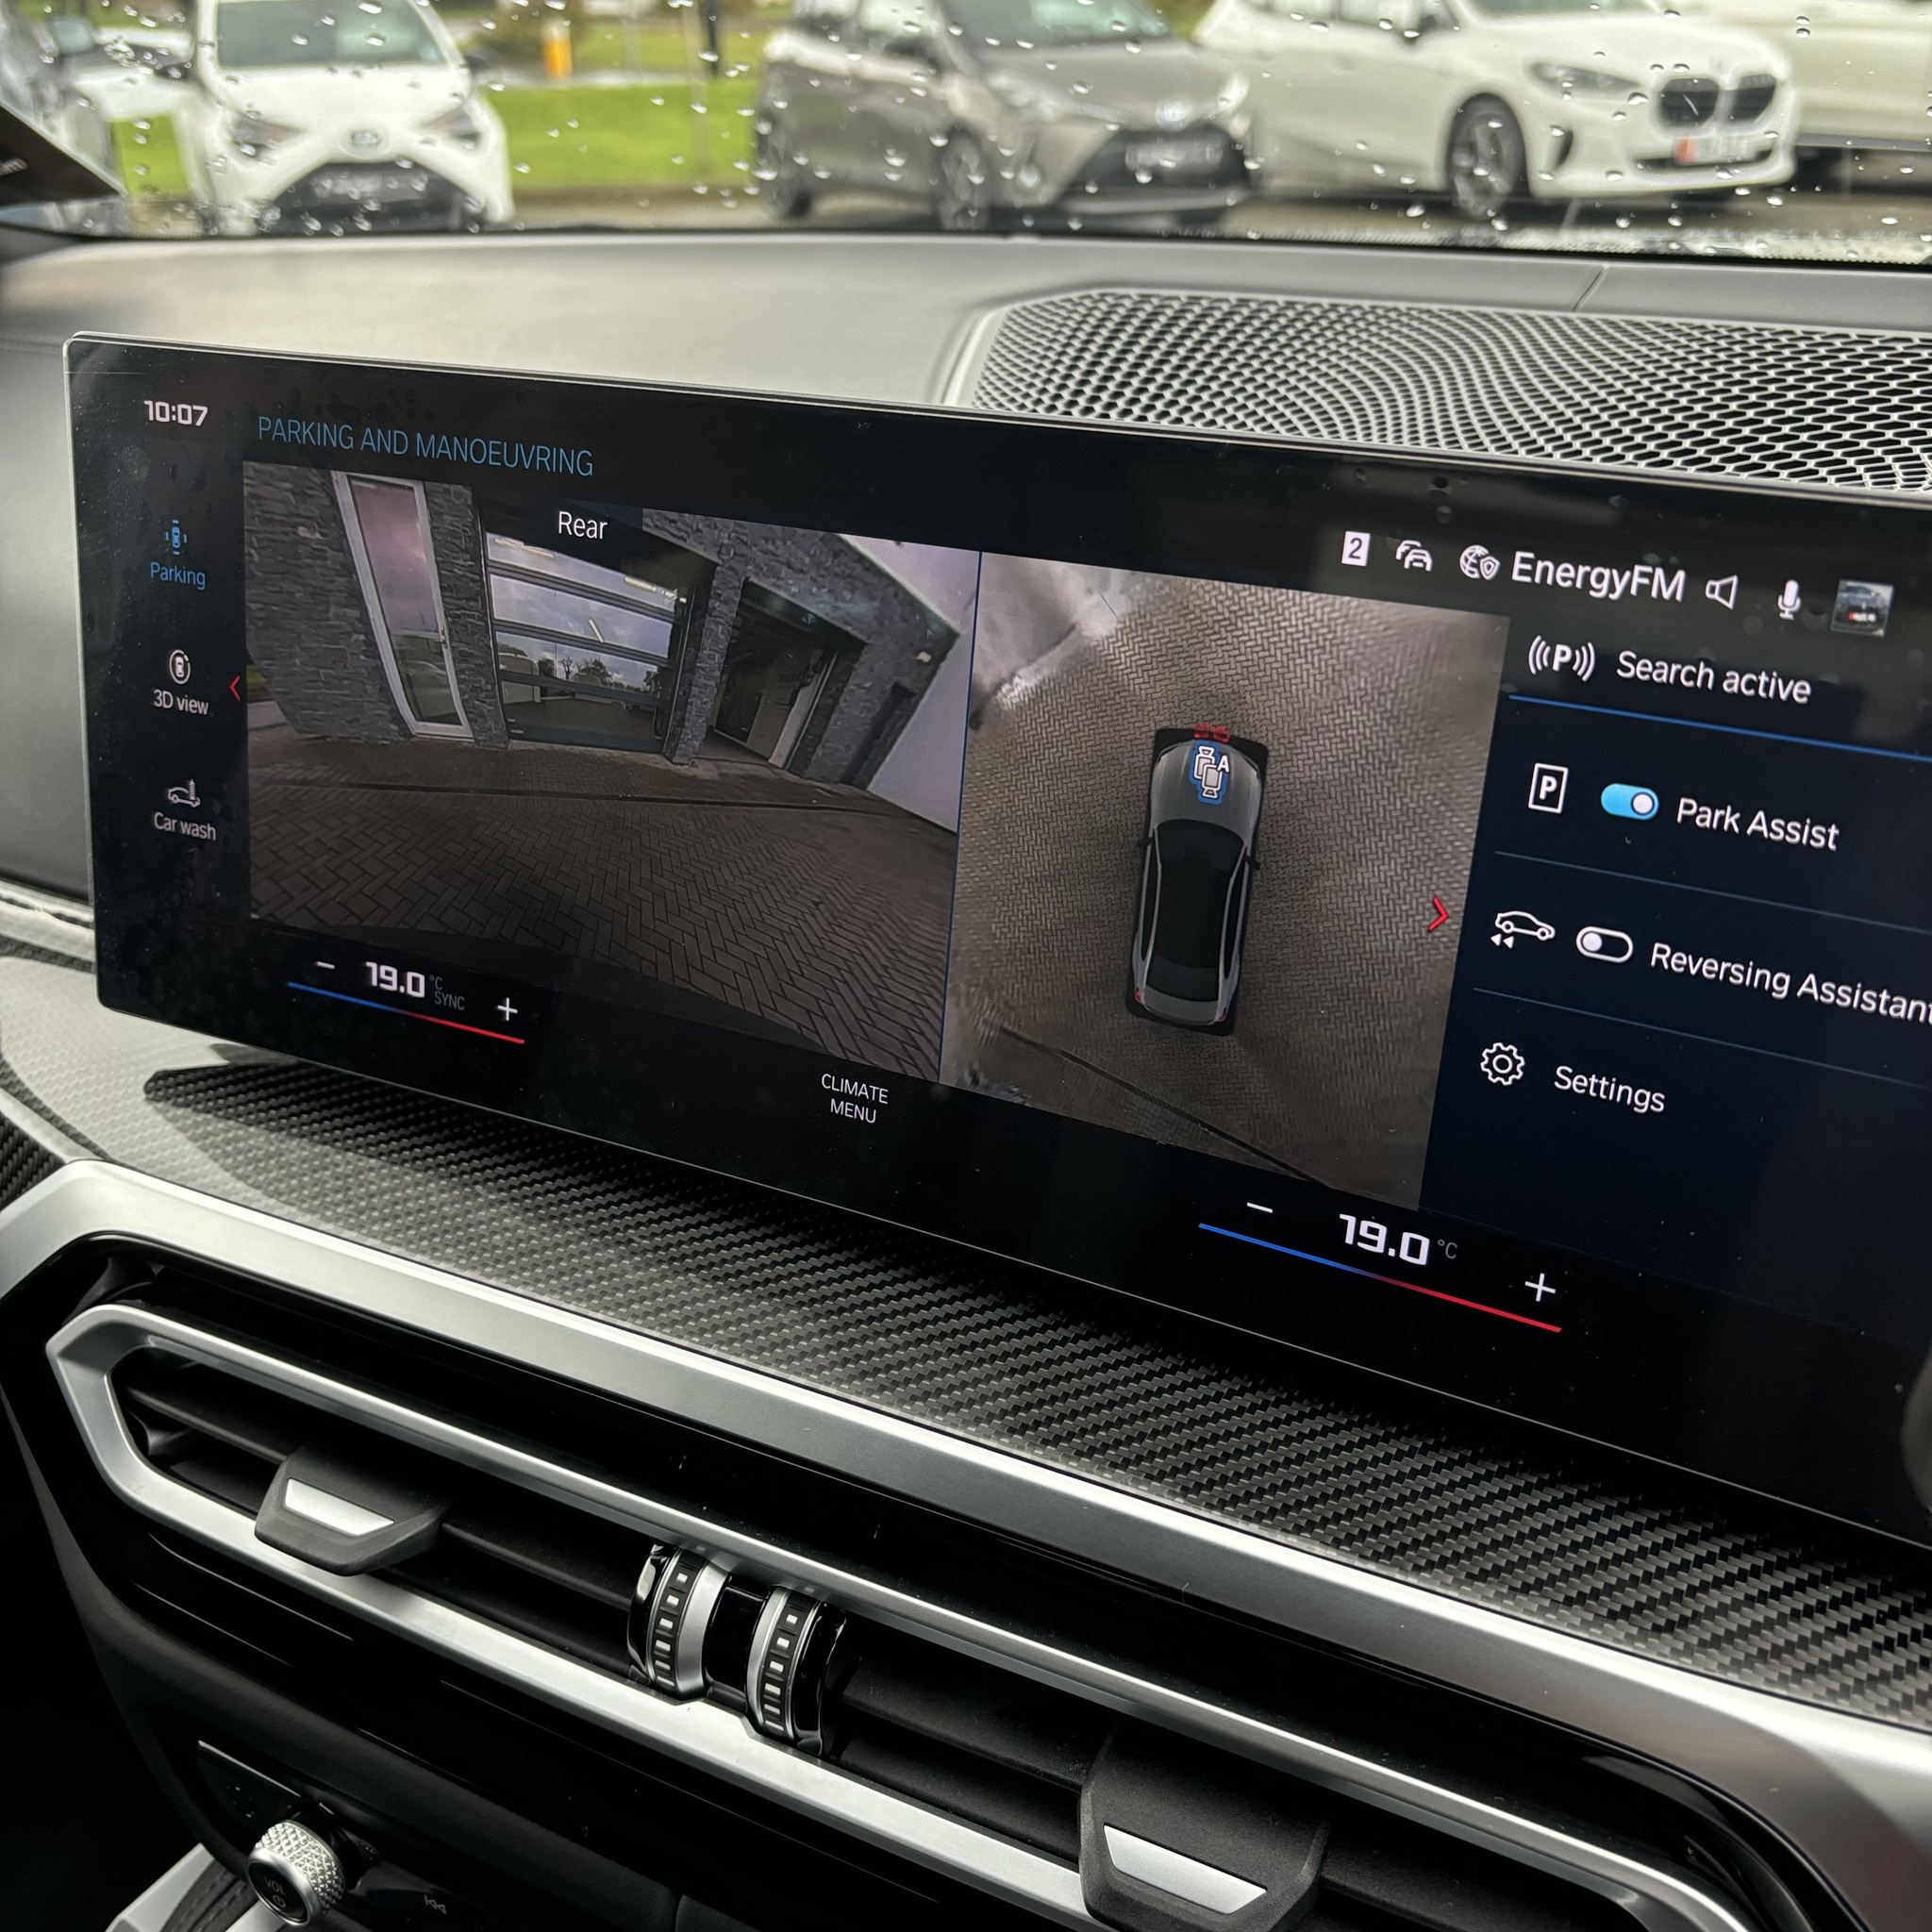 10:07
PARKING AND MANOEUVRING
Rear
2
EnergyFM
Parking
3D view
Car wash
A
((P)) Search active
P Park Assist
Reversing Assistant
Settings
− 19.0 °C SYNC +
CLIMATE
MENU
− 19.0 °C +
VOL